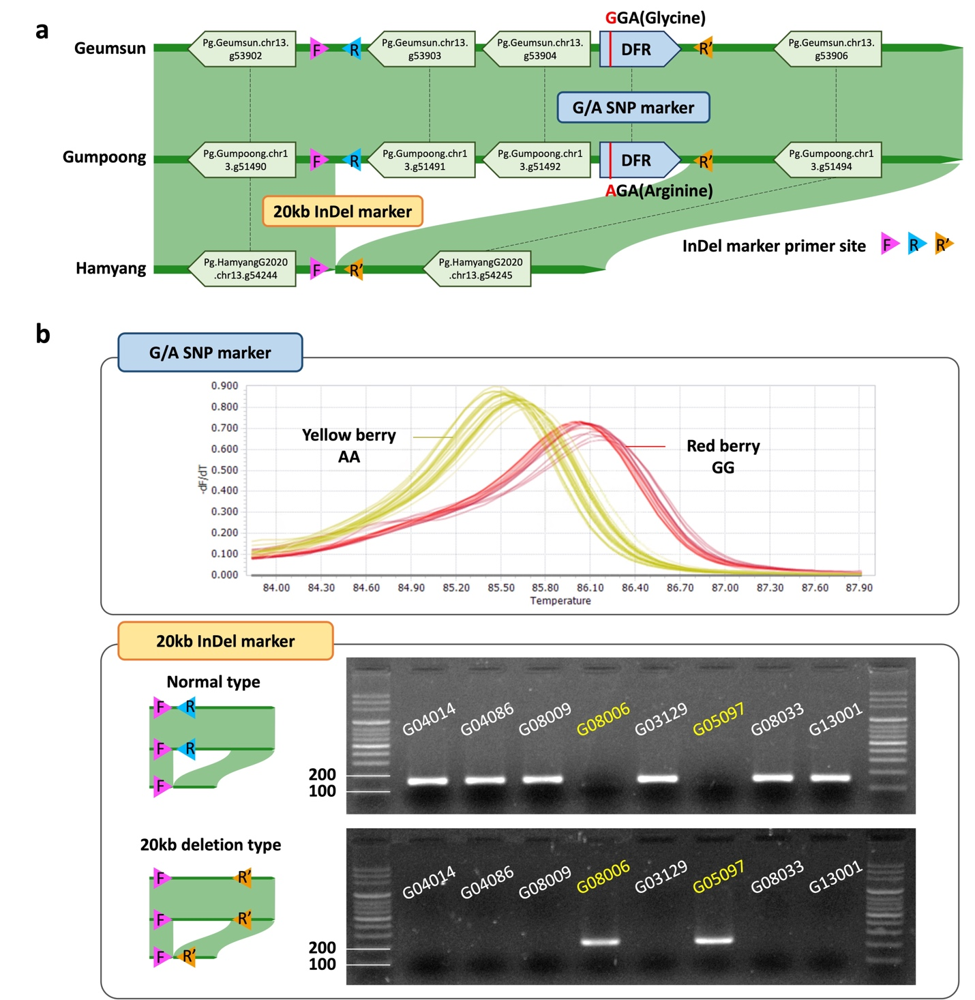 a
GGA(Glycine)
Geumsun
Pg.Geumsun.chr13.
g53902
F
R
Pg.Geumsun.chr13.
g53903
Pg.Geumsun.chr13.
g53904
DFR
R’
Pg.Geumsun.chr13.
g53906
G/A SNP marker
Gumpoong
Pg.Gumpoong.chr1
3.g51490
F
R
Pg.Gumpoong.chr1
3.g51491
Pg.Gumpoong.chr1
3.g51492
DFR
R’
Pg.Gumpoong.chr1
3.g51494
AGA(Arginine)
20kb InDel marker
InDel marker primer site
F
R
R’
Hamyang
Pg.HamyangG2020
.chr13.g54244
F
R’
Pg.HamyangG2020
.chr13.g54245
b
G/A SNP marker
0.900
0.800
0.700
0.600
0.500
0.400
0.300
0.200
0.100
0.000
-dF/dT
Yellow berry
AA
Red berry
GG
84.00 84.30 84.60 84.90 85.20 85.50 85.80 86.10 86.40 86.70 87.00 87.30 87.60 87.90
Temperature
20kb InDel marker
Normal type
F R
F R
F
G04014 G04086 G08009 G08006 G03129 G05097 G08033 G13001
200
100
20kb deletion type
F R’
F R’
F R’
G04014 G04086 G08009 G08006 G03129 G05097 G08033 G13001
200
100